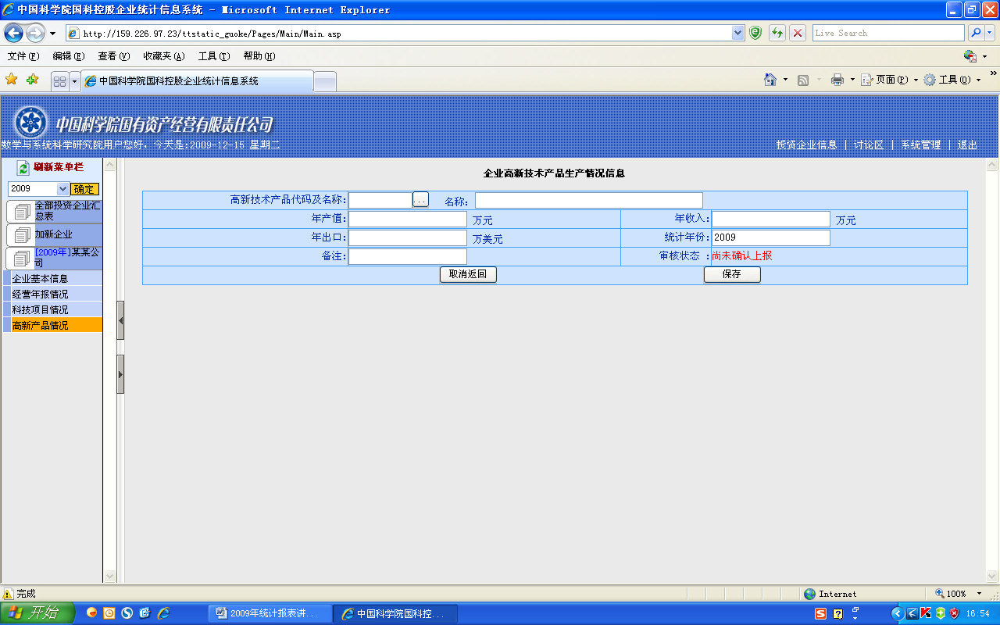 中国科学院国科控股企业统计信息系统 - Microsoft Internet Explorer
http://159.226.97.23/ttstatic_guoke/Pages/Main/Main.asp
Live Search
文件(F) 编辑(E) 查看(V) 收藏夹(A) 工具(T) 帮助(H)
中国科学院国科控股企业统计信息系统
页面(P) 工具(O)
中国科学院国有资产经营有限责任公司
数学与系统科学研究院用户您好，今天是:2009-12-15 星期二
投资企业信息 | 讨论区 | 系统管理 | 退出
刷新菜单栏
2009 确定
全部投资企业汇
总表
加新企业
[2009年]某某公
司
企业基本信息
经营年报情况
科技项目情况
高新产品情况
企业高新技术产品生产情况信息
高新技术产品代码及名称: ... 名称:
年产值: 万元 年收入: 万元
年出口: 万美元 统计年份: 2009
备注: 审核状态 : 尚未确认上报
取消返回 保存
完成
Internet
100%
开始
2009年统计报表讲...
中国科学院国科控...
16:54